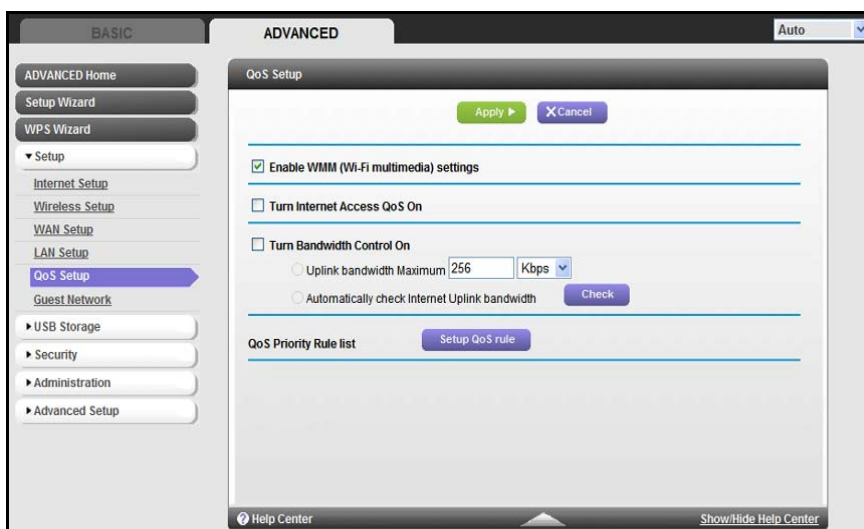 BASIC
ADVANCED
Auto
ADVANCED Home
Setup Wizard
WPS Wizard
Setup
Internet Setup
Wireless Setup
WAN Setup
LAN Setup
QoS Setup
Guest Network
USB Storage
Security
Administration
Advanced Setup
QoS Setup
Apply
X Cancel
Enable WMM (Wi-Fi multimedia) settings
Turn Internet Access QoS On
Turn Bandwidth Control On
Uplink bandwidth Maximum 256 Kbps
Automatically check Internet Uplink bandwidth Check
QoS Priority Rule list Setup QoS rule
? Help Center
Show/Hide Help Center